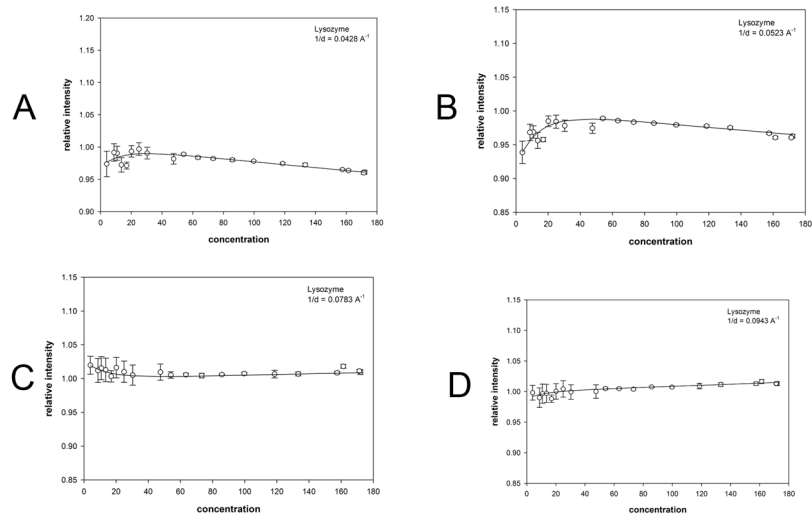 A
relative intensity
1.20
1.15
1.10
1.05
1.00
0.95
0.90
Lysozyme
1/d = 0.0428 A-1
0 20 40 60 80 100 120 140 160 180
concentration
B
relative intensity
1.15
1.10
1.05
1.00
0.95
0.90
0.85
Lysozyme
1/d = 0.0523 A-1
0 20 40 60 80 100 120 140 160 180
concentration
C
relative intensity
1.15
1.10
1.05
1.00
0.95
0.90
0.85
Lysozyme
1/d = 0.0783 A-1
0 20 40 60 80 100 120 140 160 180
concentration
D
relative intensity
1.15
1.10
1.05
1.00
0.95
0.90
0.85
Lysozyme
1/d = 0.0943 A-1
0 20 40 60 80 100 120 140 160 180
concentration